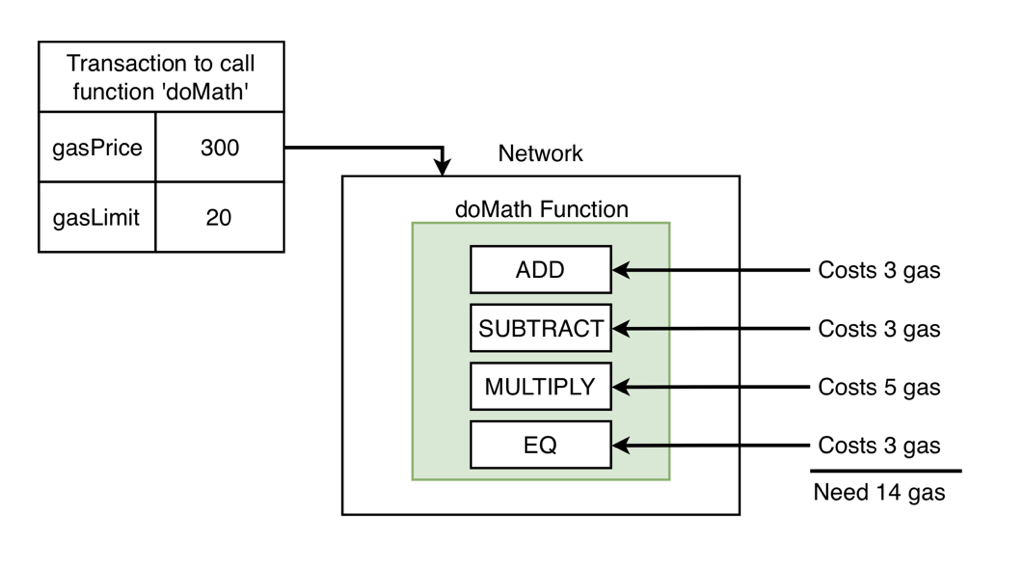 Transaction to call
function 'doMath'
gasPrice 300
gasLimit 20
Network
doMath Function
ADD Costs 3 gas
SUBTRACT Costs 3 gas
MULTIPLY Costs 5 gas
EQ Costs 3 gas
Need 14 gas